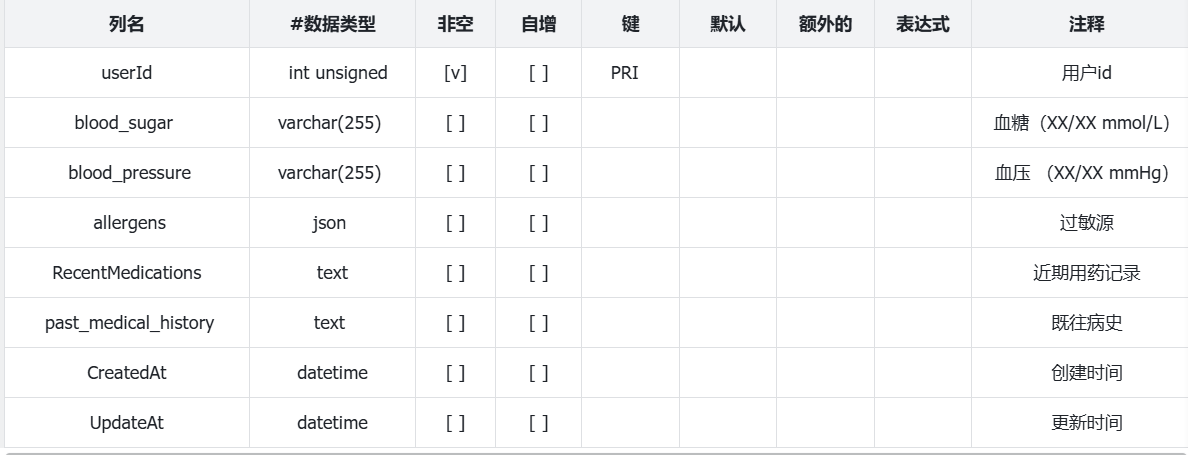 列名 #数据类型 非空 自增 键 默认 额外的 表达式 注释
userId int unsigned [v] [ ] PRI 用户id
blood_sugar varchar(255) [ ] [ ] 血糖（XX/XX mmol/L）
blood_pressure varchar(255) [ ] [ ] 血压 （XX/XX mmHg）
allergens json [ ] [ ] 过敏源
RecentMedications text [ ] [ ] 近期用药记录
past_medical_history text [ ] [ ] 既往病史
CreatedAt datetime [ ] [ ] 创建时间
UpdateAt datetime [ ] [ ] 更新时间